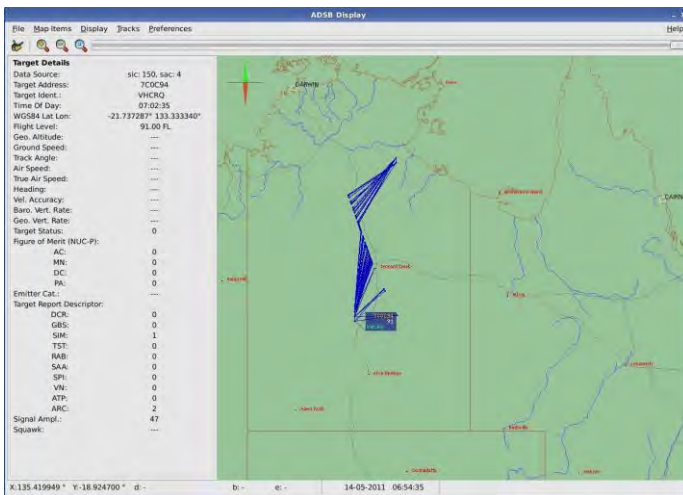 ADSB Display
File Map Items Display Tracks Preferences Help
Target Details
Data Source: sic: 150, sac: 4
Target Address: 7C0C94
Target Ident.: VHCRQ
Time Of Day: 07:02:35
WGS84 Lat Lon: -21.737287° 133.333340°
Flight Level: 91.00 FL
Geo. Altitude: ---
Ground Speed: ---
Track Angle: ---
Air Speed: ---
True Air Speed: ---
Heading: ---
Vel. Accuracy: ---
Baro. Vert. Rate: ---
Geo. Vert. Rate: ---
Target Status: 0
Figure of Merit (NUC-P):
AC: 0
MN: 0
DC: 0
PA: 0
Emitter Cat.: ---
Target Report Descriptor:
DCR: 0
GBS: 0
SIM: 1
TST: 0
RAB: 0
SAA: 0
SPI: 0
VN: 0
ATP: 0
ARC: 2
Signal Ampl.: 47
Squawk: ---
DARWIN
91
VHCRQ
X:135.419949 ° Y:-18.924700 ° d: - b: - e: - 14-05-2011 06:54:35